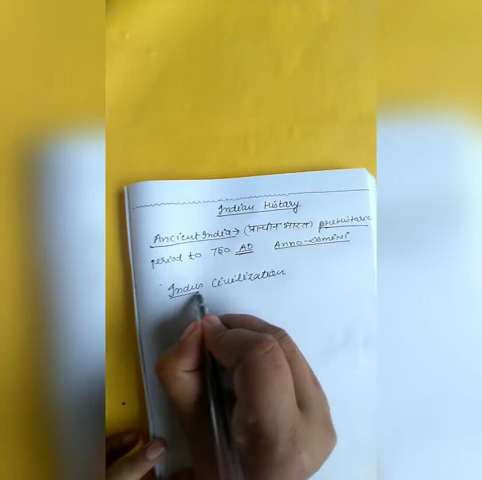 Indian History
Ancient India → (प्राचीन भारत) prehistoric
period to 750 AD Anno-Domini
Indus Civilization